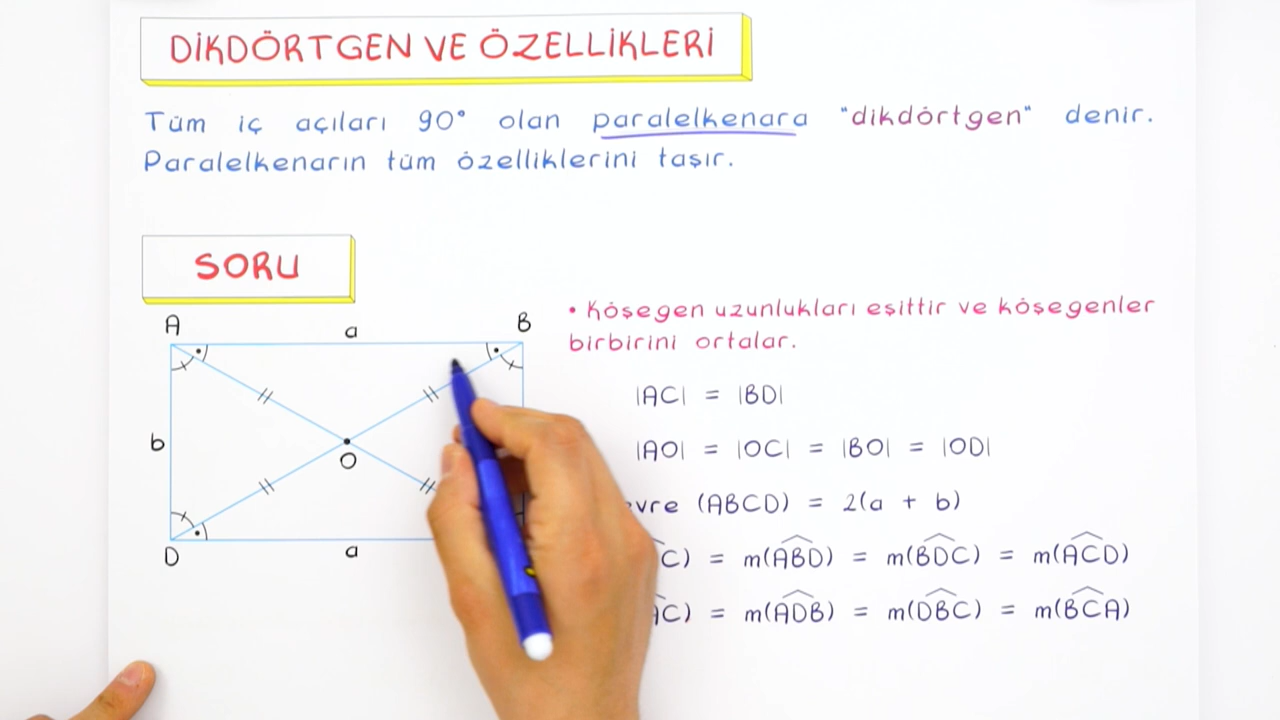 DİKDÖRTGEN VE ÖZELLİKLERİ
Tüm iç açıları 90° olan paralelkenara "dikdörtgen" denir.
Paralelkenarın tüm özelliklerini taşır.
SORU
• Köşegen uzunlukları eşittir ve köşegenler
birbirini ortalar.
A a B
b
O
D a
|AC| = |BD|
|AO| = |OC| = |BO| = |OD|
(ABCD) = 2(a + b)
= m(ABD) = m(BDC) = m(ACD)
= m(ADB) = m(DBC) = m(BCA)